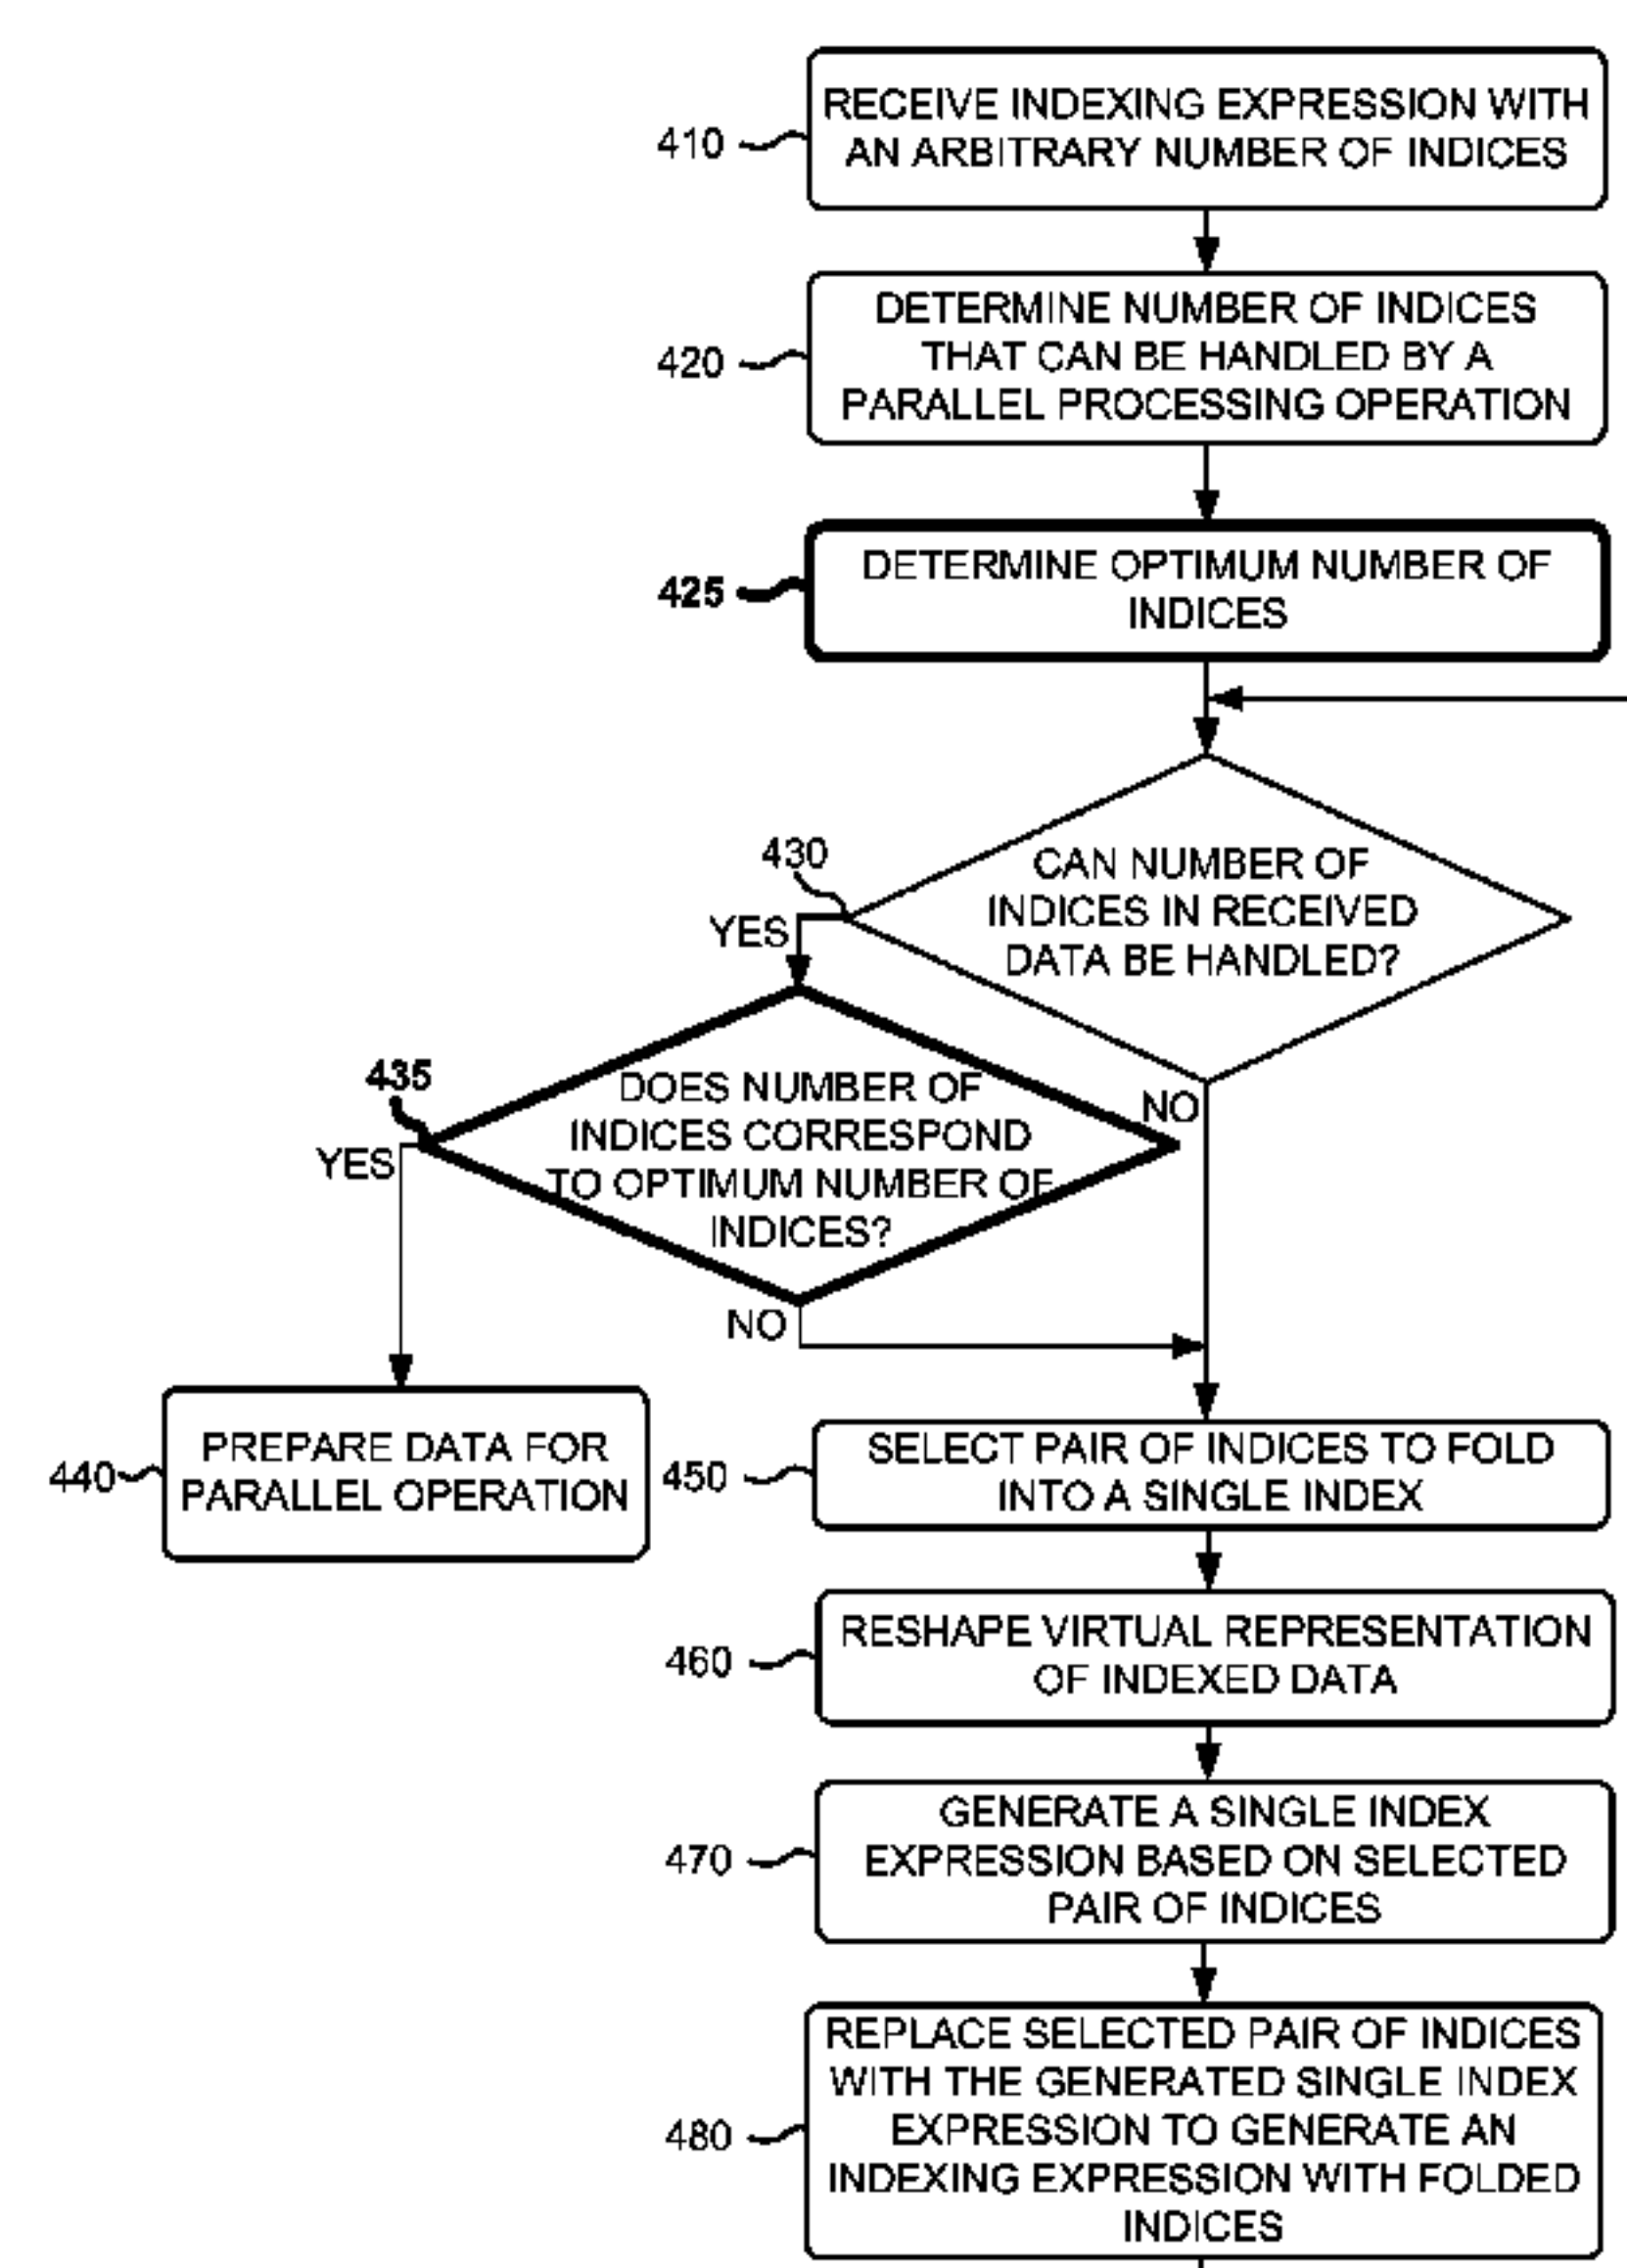 RECEIVE INDEXING EXPRESSION WITH
AN ARBITRARY NUMBER OF INDICES
410
DETERMINE NUMBER OF INDICES
THAT CAN BE HANDLED BY A
PARALLEL PROCESSING OPERATION
420
DETERMINE OPTIMUM NUMBER OF
INDICES
425
430
CAN NUMBER OF
INDICES IN RECEIVED
DATA BE HANDLED?
YES
NO
435
DOES NUMBER OF
INDICES CORRESPOND
TO OPTIMUM NUMBER OF
INDICES?
YES
NO
440
PREPARE DATA FOR
PARALLEL OPERATION
450
SELECT PAIR OF INDICES TO FOLD
INTO A SINGLE INDEX
460
RESHAPE VIRTUAL REPRESENTATION
OF INDEXED DATA
470
GENERATE A SINGLE INDEX
EXPRESSION BASED ON SELECTED
PAIR OF INDICES
480
REPLACE SELECTED PAIR OF INDICES
WITH THE GENERATED SINGLE INDEX
EXPRESSION TO GENERATE AN
INDEXING EXPRESSION WITH FOLDED
INDICES